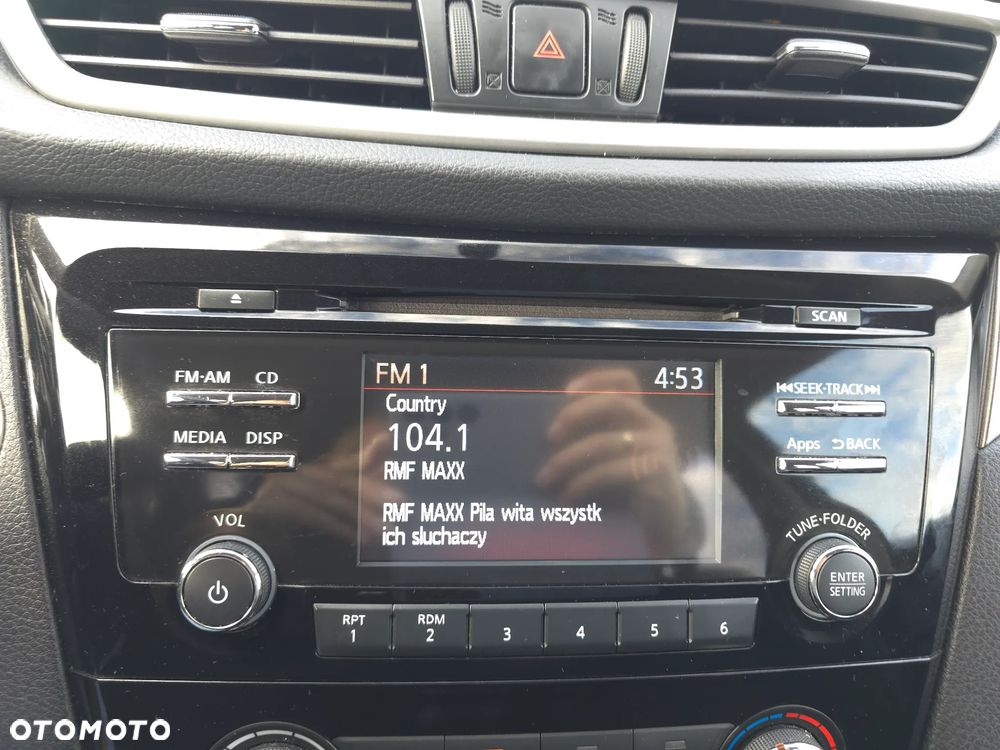 SCAN
FM-AM CD
FM 1 4:53
SEEK-TRACK
Country
104.1
MEDIA DISP
Apps BACK
RMF MAXX
RMF MAXX Pila wita wszystk
ich sluchaczy
VOL
TUNE-FOLDER
ENTER
SETTING
RPT RDM
1 2 3 4 5 6
OTOMOTO